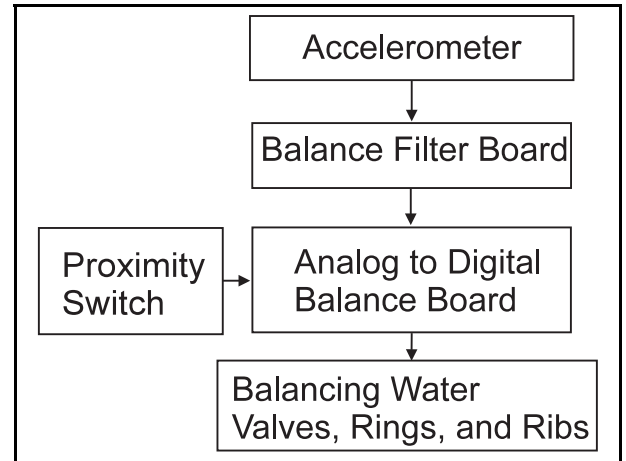 Accelerometer
Balance Filter Board
Proximity
Switch
Analog to Digital
Balance Board
Balancing Water
Valves, Rings, and Ribs